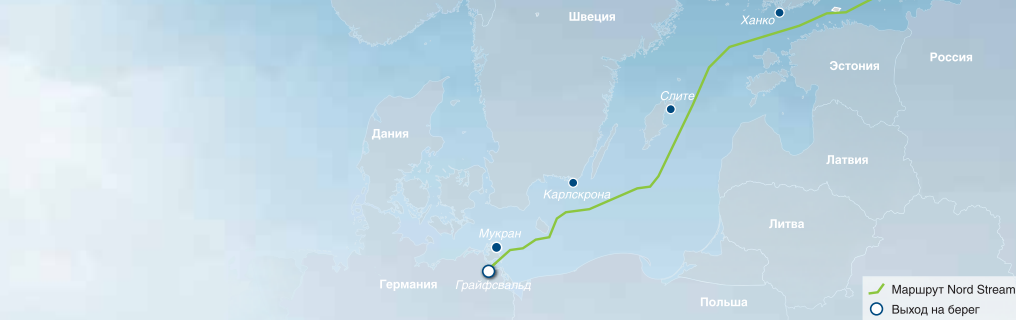 Швеция
Ханко
Россия
Эстония
Слите
Дания
Латвия
Карлскрона
Литва
Мукран
Германия
Грайфсвальд
Польша
Маршрут Nord Stream
Выход на берег